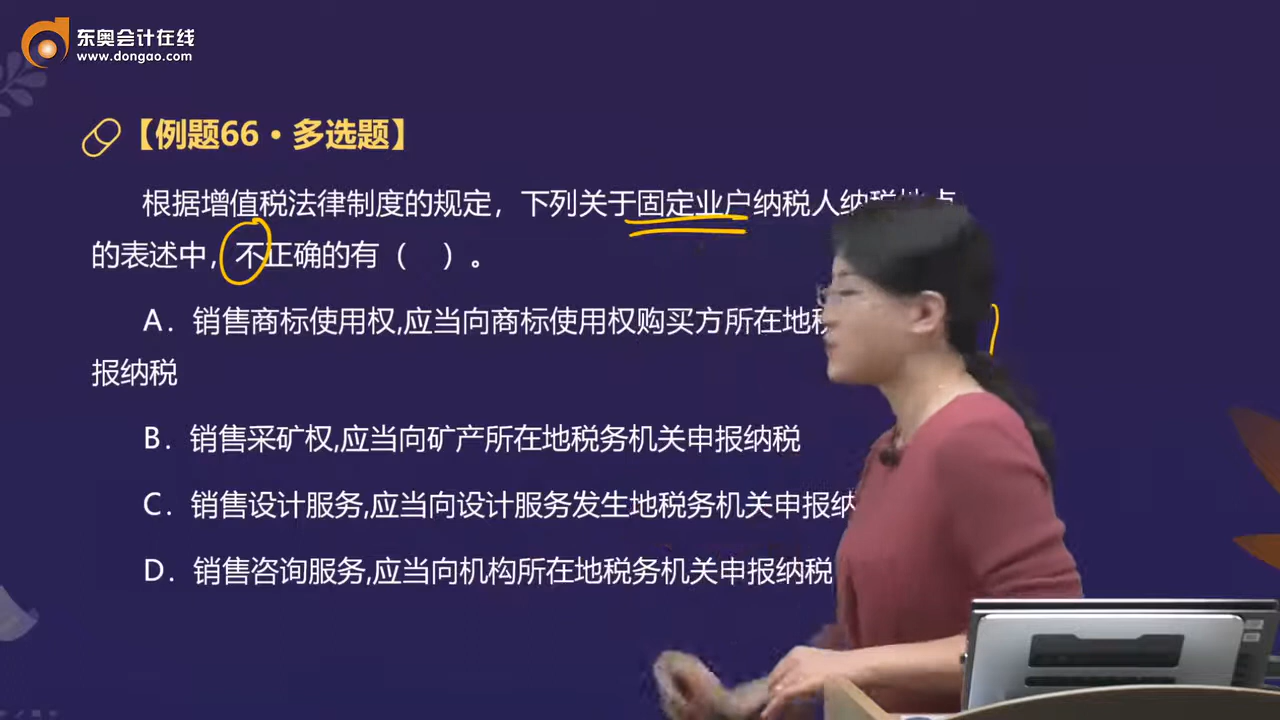 东奥会计在线
www.dongao.com
【例题66·多选题】
根据增值税法律制度的规定，下列关于固定业户纳税人纳税地点
的表述中，不正确的有（ ）。
A．销售商标使用权,应当向商标使用权购买方所在地税
报纳税
B．销售采矿权,应当向矿产所在地税务机关申报纳税
C．销售设计服务,应当向设计服务发生地税务机关申报纳
D．销售咨询服务,应当向机构所在地税务机关申报纳税